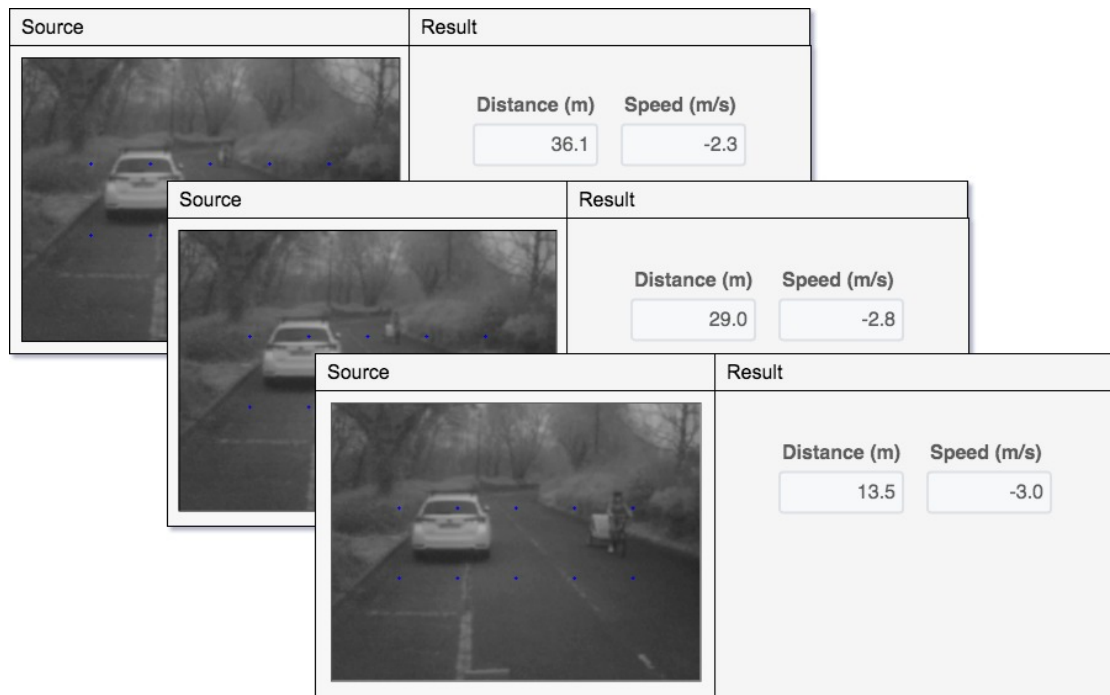 Source Result
Distance (m) Speed (m/s)
36.1 -2.3
Source Result
Distance (m) Speed (m/s)
29.0 -2.8
Source Result
Distance (m) Speed (m/s)
13.5 -3.0